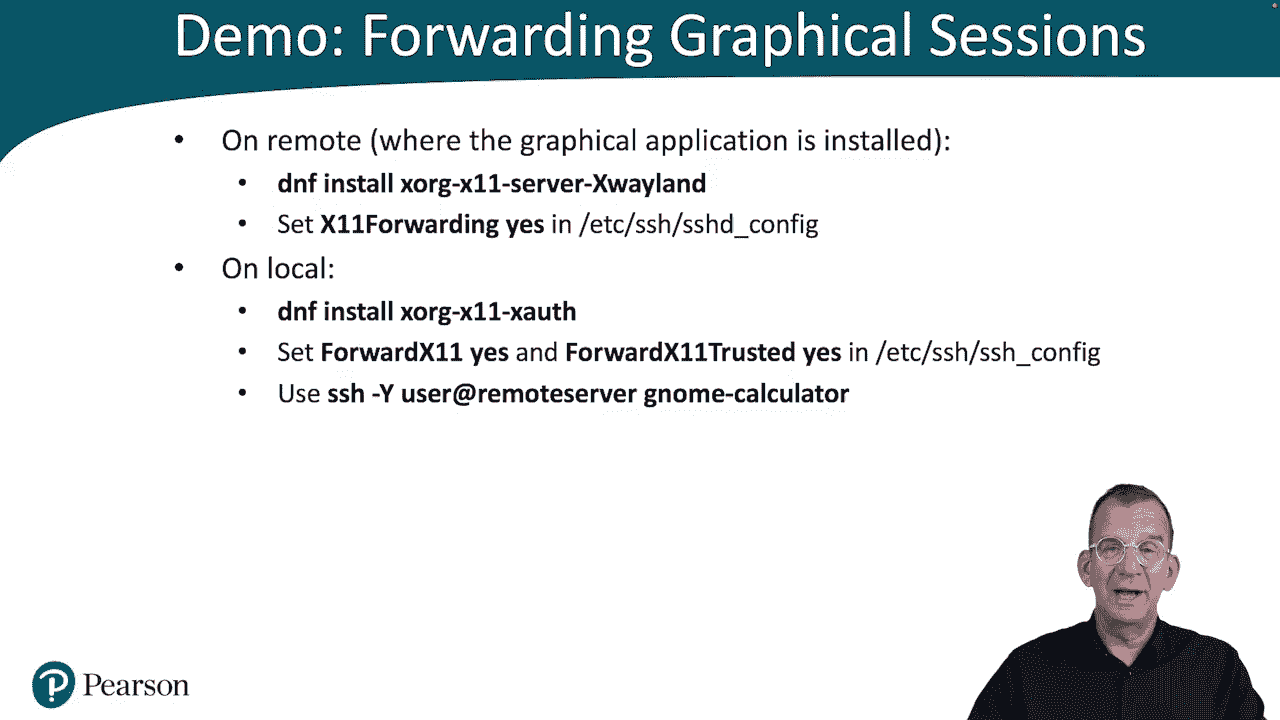 Demo: Forwarding Graphical Sessions
• On remote (where the graphical application is installed):
• dnf install xorg-x11-server-Xwayland
• Set X11Forwarding yes in /etc/ssh/sshd_config
• On local:
• dnf install xorg-x11-xauth
• Set ForwardX11 yes and ForwardX11Trusted yes in /etc/ssh/ssh_config
• Use ssh -Y user@remoteserver gnome-calculator
Pearson